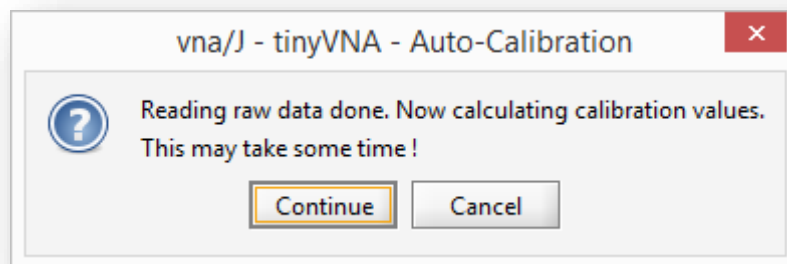 vna/J - tinyVNA - Auto-Calibration
Reading raw data done. Now calculating calibration values.
This may take some time !
Continue
Cancel